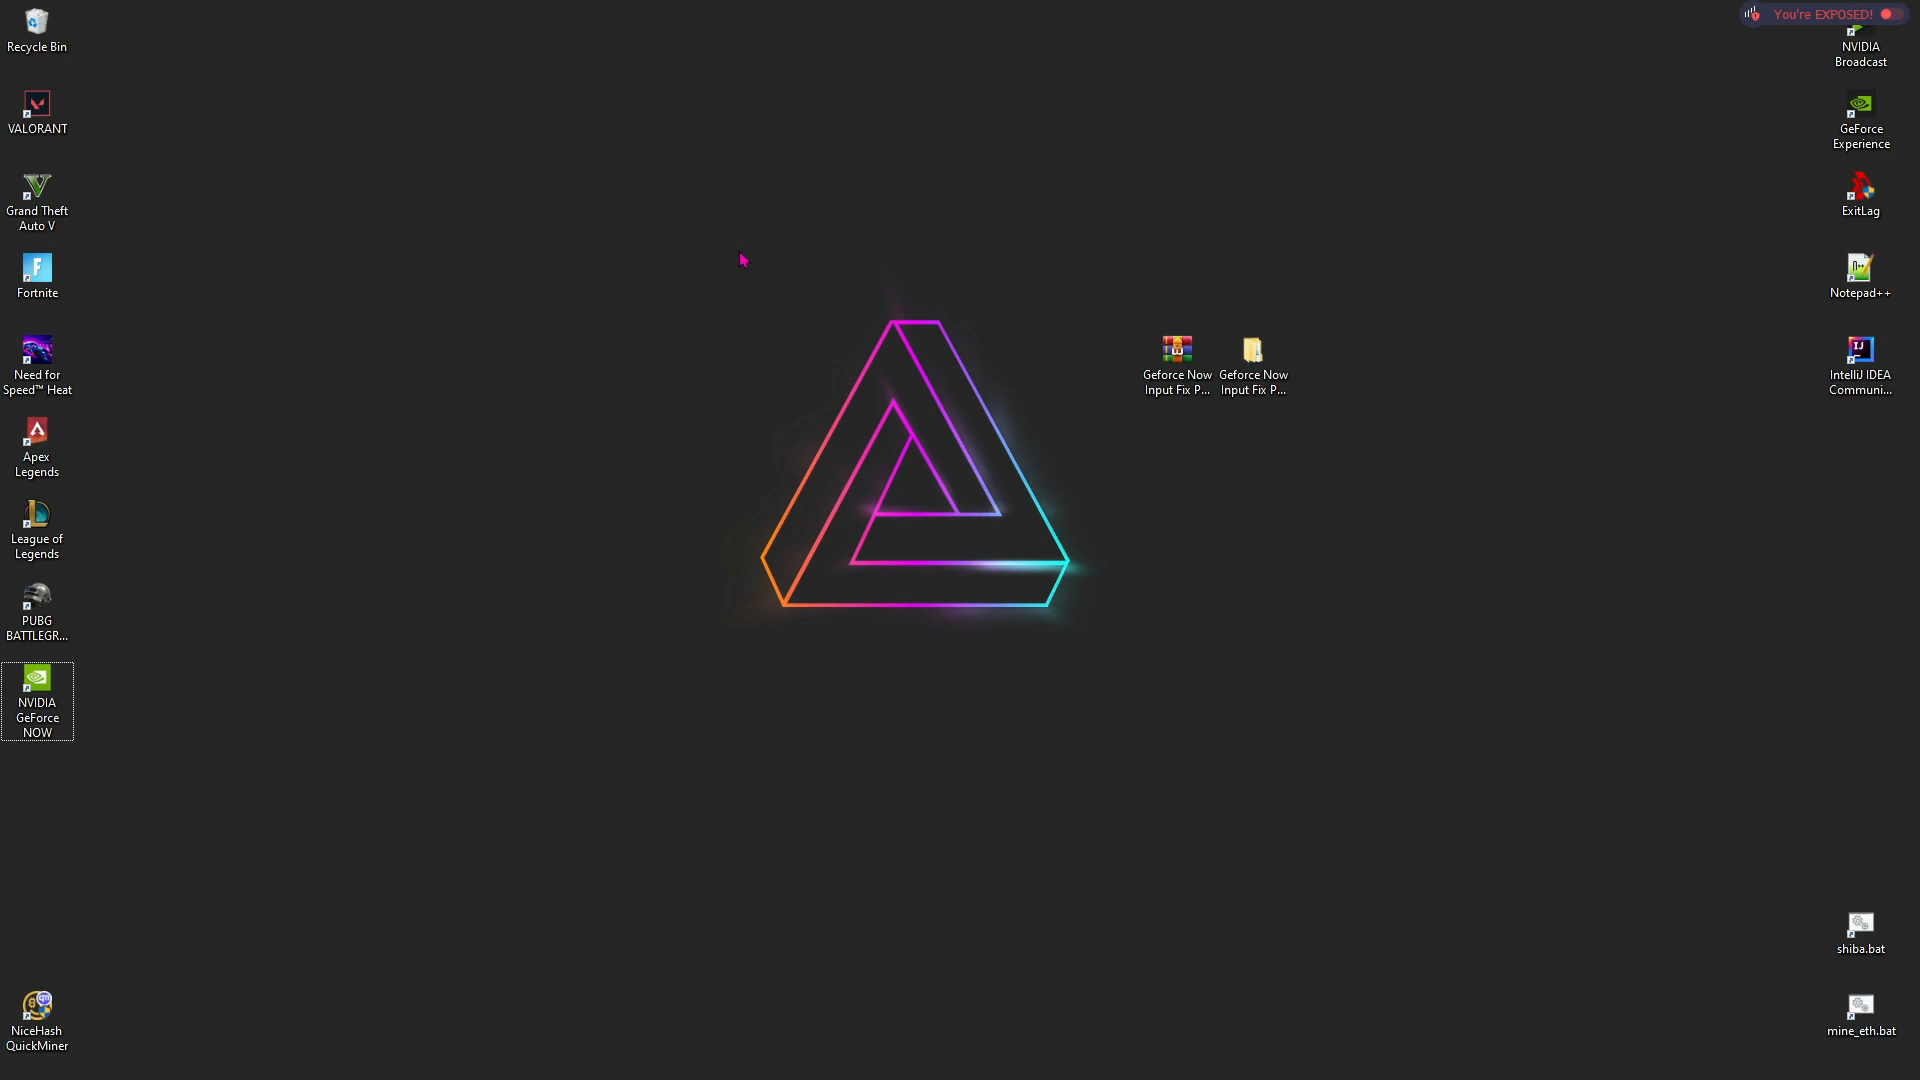 Recycle Bin
VALORANT
Grand Theft
Auto V
Fortnite
Need for
Speed™ Heat
Apex
Legends
League of
Legends
PUBG
BATTLEGR...
NVIDIA
GeForce
NOW
NiceHash
QuickMiner
Geforce Now
Input Fix P...
Geforce Now
Input Fix P...
You're EXPOSED!
NVIDIA
Broadcast
GeForce
Experience
ExitLag
Notepad++
IntelliJ IDEA
Communi...
shiba.bat
mine_eth.bat